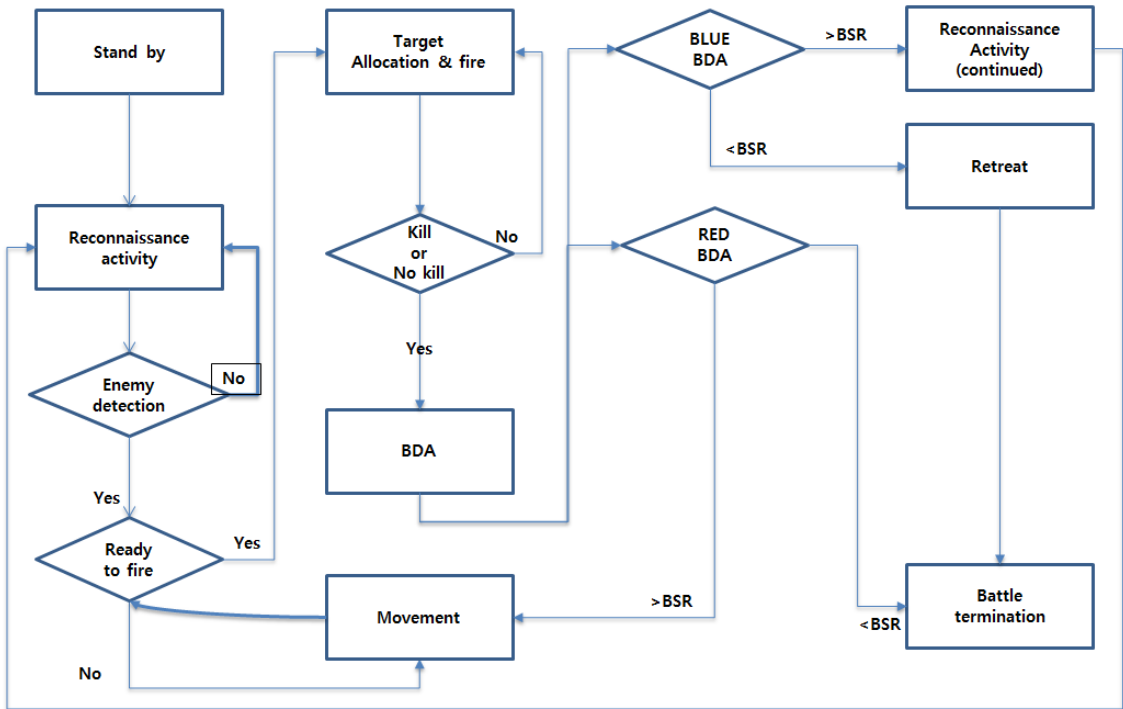 Stand by
Reconnaissance
activity
Enemy
detection
No
Yes
Ready
to fire
Yes
No
Target
Allocation & fire
Kill
or
No kill
No
Yes
BDA
Movement
BLUE
BDA
>BSR
<BSR
RED
BDA
>BSR
<BSR
Reconnaissance
Activity
(continued)
Retreat
Battle
termination